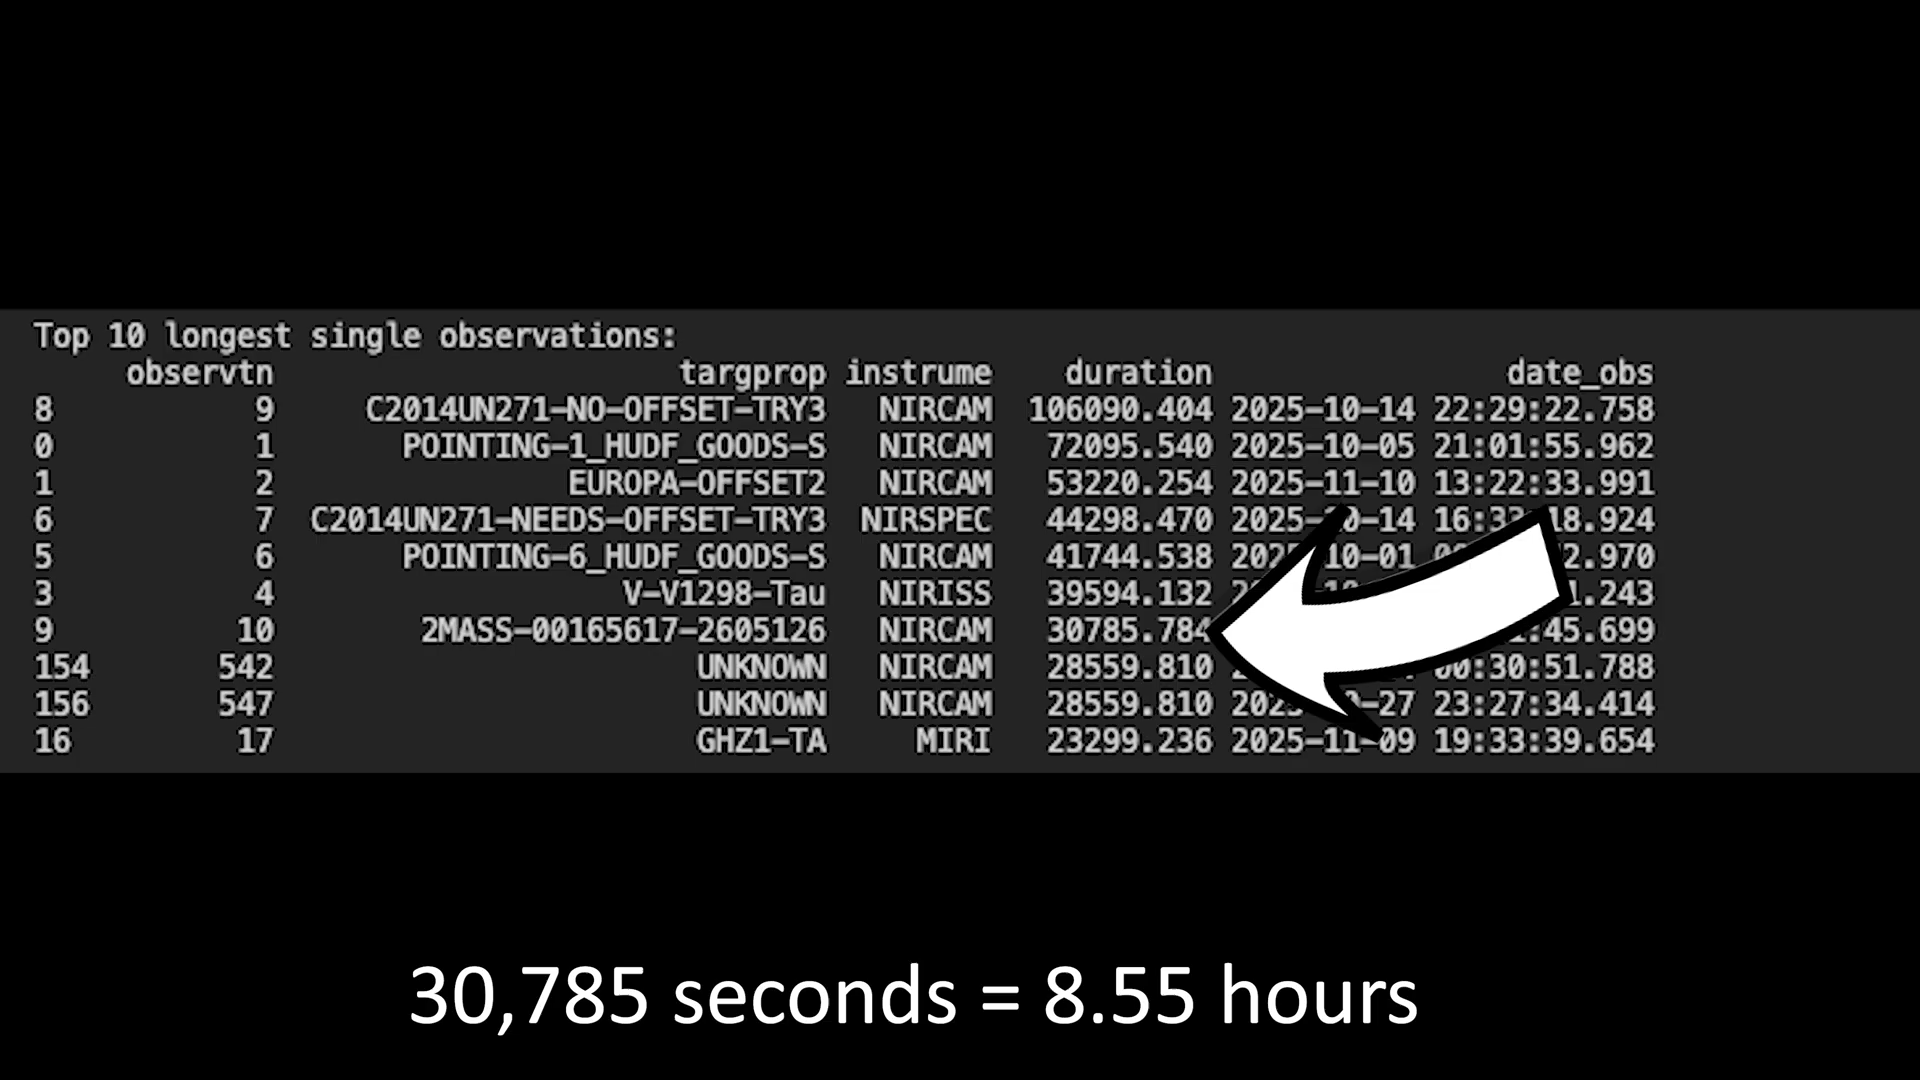 Top 10 longest single observations:
observtn targprop instrume duration date_obs
8 9 C2014UN271-NO-OFFSET-TRY3 NIRCAM 106090.404 2025-10-14 22:29:22.758
0 1 POINTING-1_HUDF_GOODS-S NIRCAM 72095.540 2025-10-05 21:01:55.962
1 2 EUROPA-OFFSET2 NIRCAM 53220.254 2025-11-10 13:22:33.991
6 7 C2014UN271-NEEDS-OFFSET-TRY3 NIRSPEC 44298.470
5 6 POINTING-6_HUDF_GOODS-S NIRCAM 41744.538
3 4 V-V1298-Tau NIRISS 39594.132
9 10 2MASS-00165617-2605126 NIRCAM 30785.784
154 542 UNKNOWN NIRCAM 28559.810
156 547 UNKNOWN NIRCAM 28559.810 23:27:34.414
16 17 GHZ1-TA MIRI 23299.236 2025-11-09 19:33:39.654
30,785 seconds = 8.55 hours